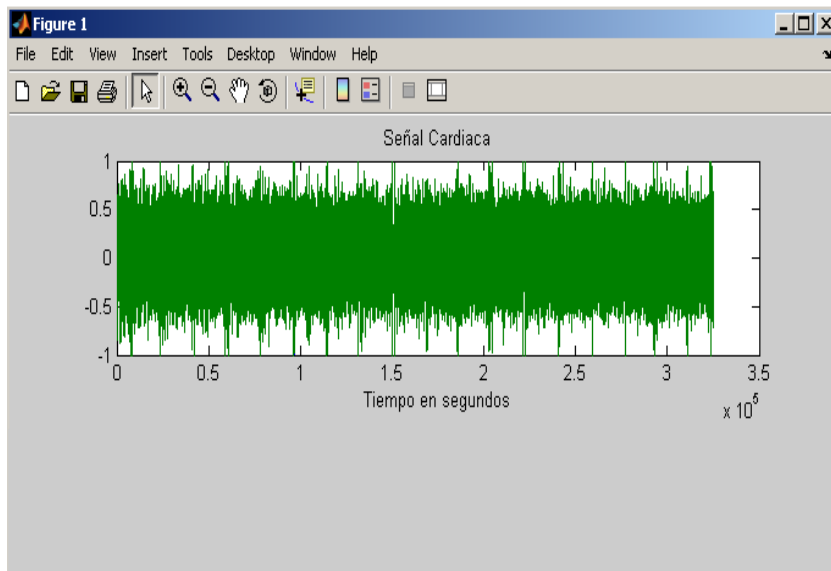 Figure 1
File Edit View Insert Tools Desktop Window Help
Señal Cardiaca
1
0.5
0
-0.5
-1
0 0.5 1 1.5 2 2.5 3 3.5
Tiempo en segundos
x 10^5